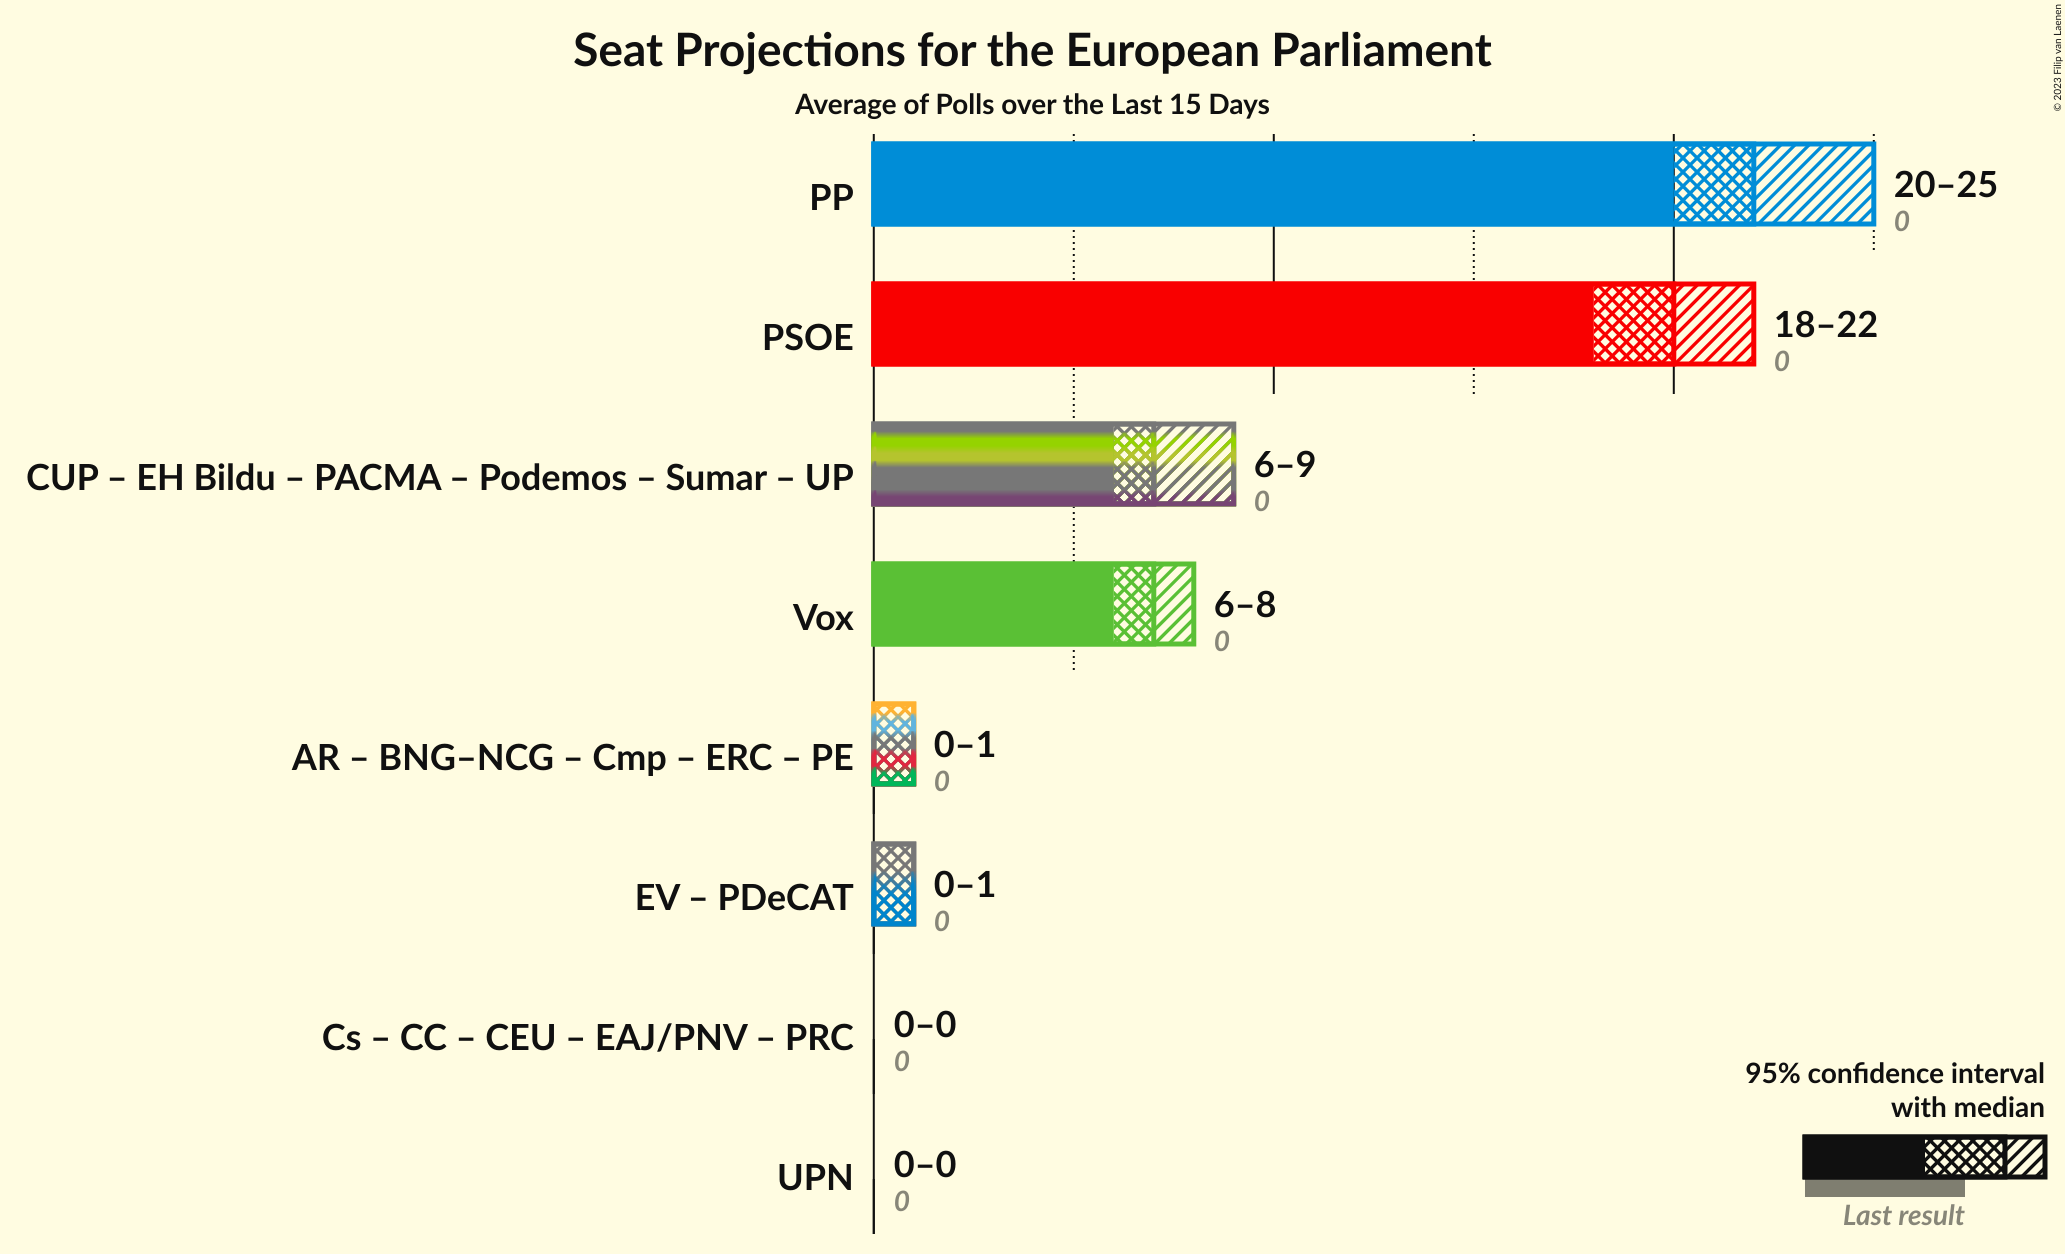 Seat Projections for the European Parliament
Average of Polls over the Last 15 Days
© 2023 Filip van Laenen
PP
20–25
0
PSOE
18–22
0
CUP – EH Bildu – PACMA – Podemos – Sumar – UP
6–9
0
Vox
6–8
0
AR – BNG–NCG – Cmp – ERC – PE
0–1
0
EV – PDeCAT
0–1
0
Cs – CC – CEU – EAJ/PNV – PRC
0–0
0
UPN
0–0
0
95% confidence interval
with median
Last result